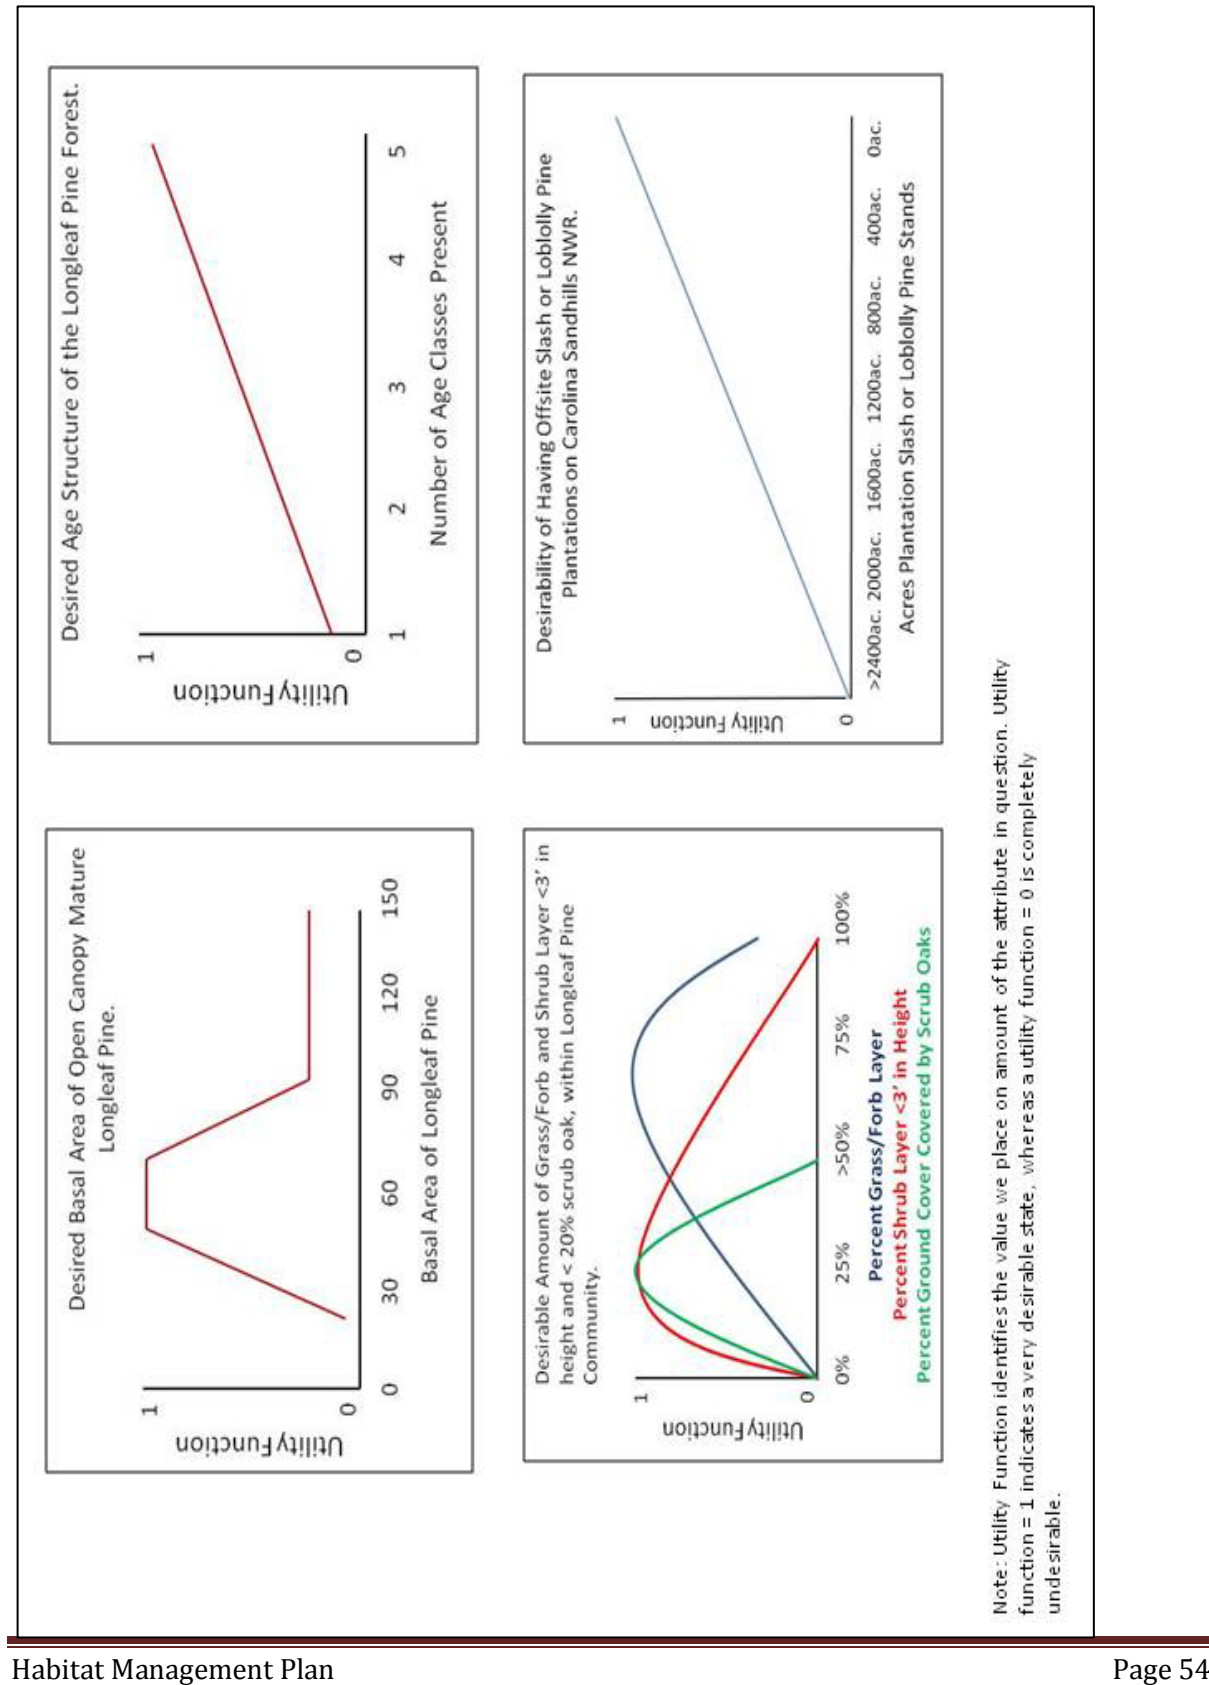 Desired Basal Area of Open Canopy Mature
Longleaf Pine.
Utility Function
1
0
0 30 60 90 120 150
Basal Area of Longleaf Pine
Desired Age Structure of the Longleaf Pine Forest.
Utility Function
1
0
1 2 3 4 5
Number of Age Classes Present
Desirable Amount of Grass/Forb and Shrub Layer <3' in
height and < 20% scrub oak, within Longleaf Pine
Community.
Utility Function
1
0
0% 25% >50% 75% 100%
Percent Grass/Forb Layer
Percent Shrub Layer <3' in Height
Percent Ground Cover Covered by Scrub Oaks
Desirability of Having Offsite Slash or Loblolly Pine
Plantations on Carolina Sandhills NWR.
Utility Function
1
0
>2400ac. 2000ac. 1600ac. 1200ac. 800ac. 400ac. 0ac.
Acres Plantation Slash or Loblolly Pine Stands
Note: Utility Function identifies the value we place on amount of the attribute in question. Utility
function = 1 indicates a very desirable state, whereas a utility function = 0 is completely
undesirable.
Habitat Management Plan Page 54